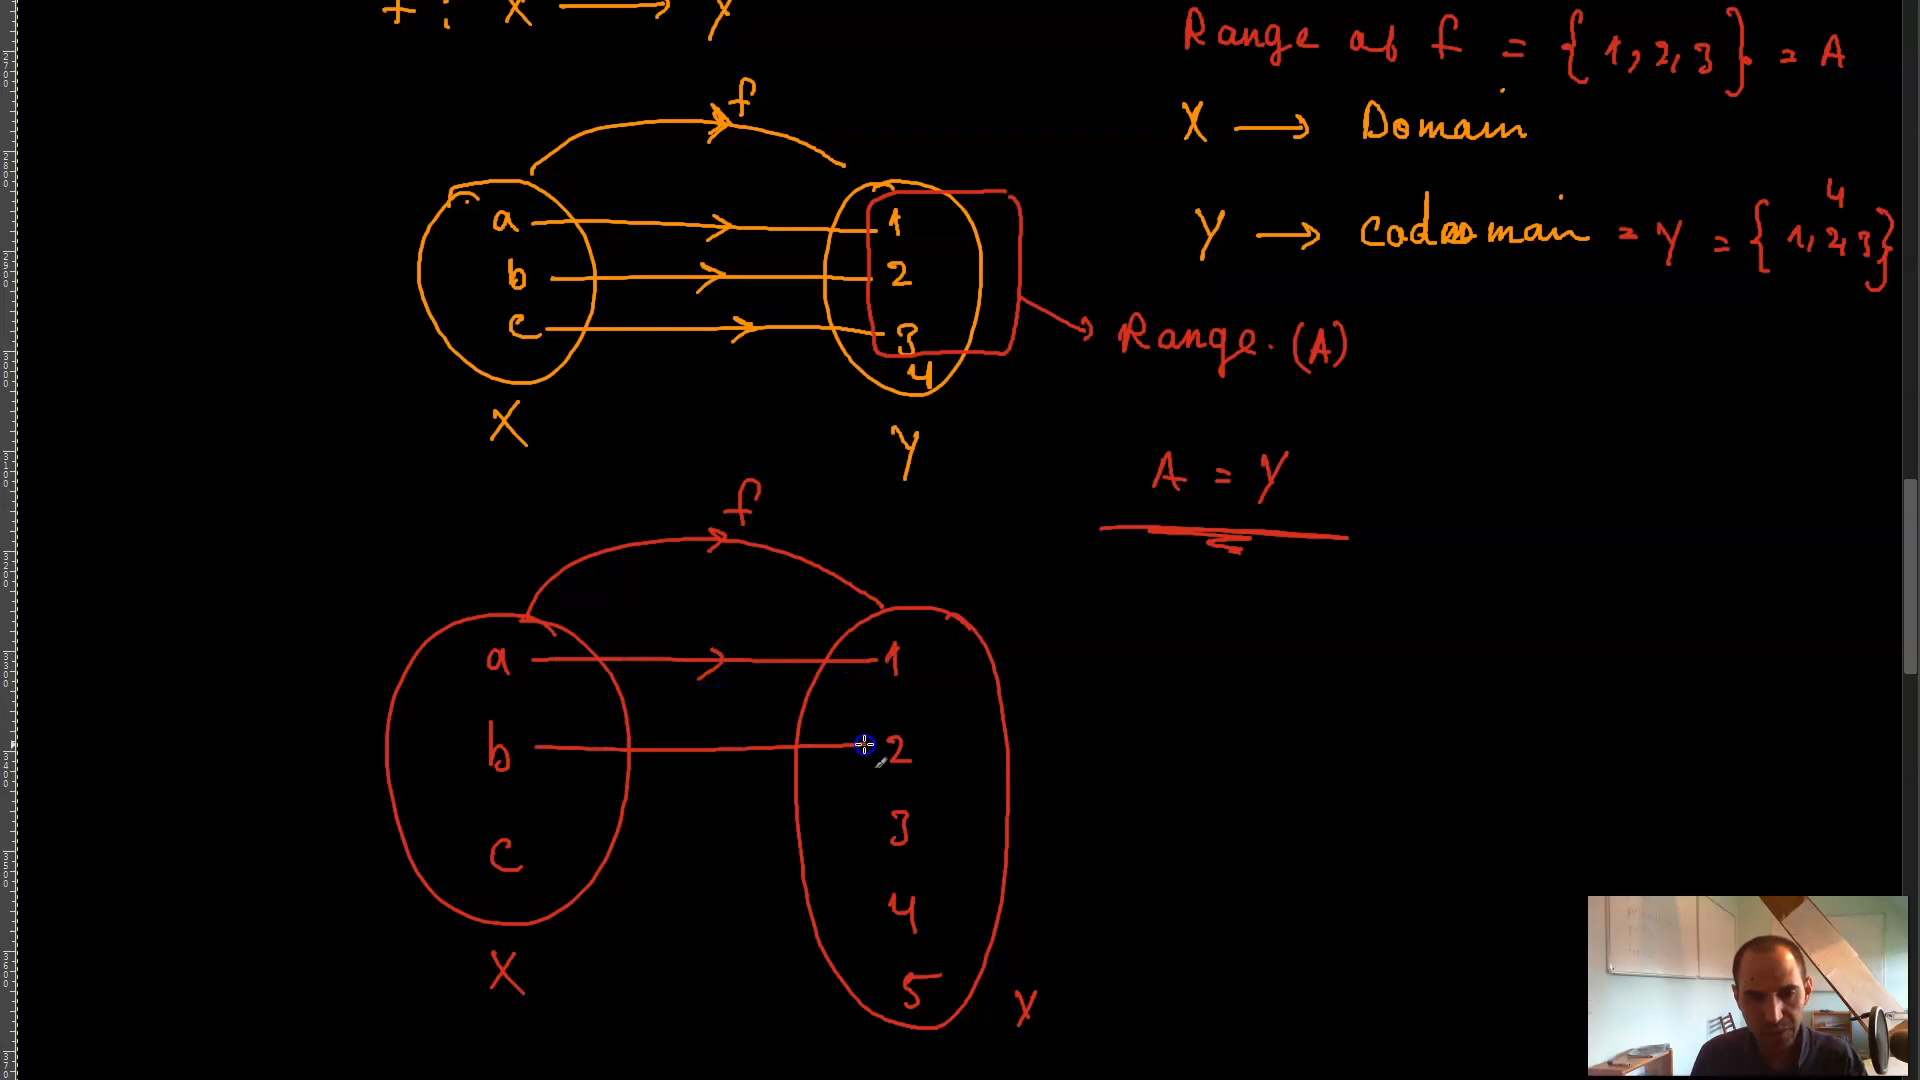 f : X → Y
Range of f = {1, 2, 3} = A
X → Domain
f
Y → codomain = Y = {1, 2, 3
4}
a 1
b 2
c 3
4
Range. (A)
X Y
A = Y
f
a 1
b 2
c 3
4
5
X Y